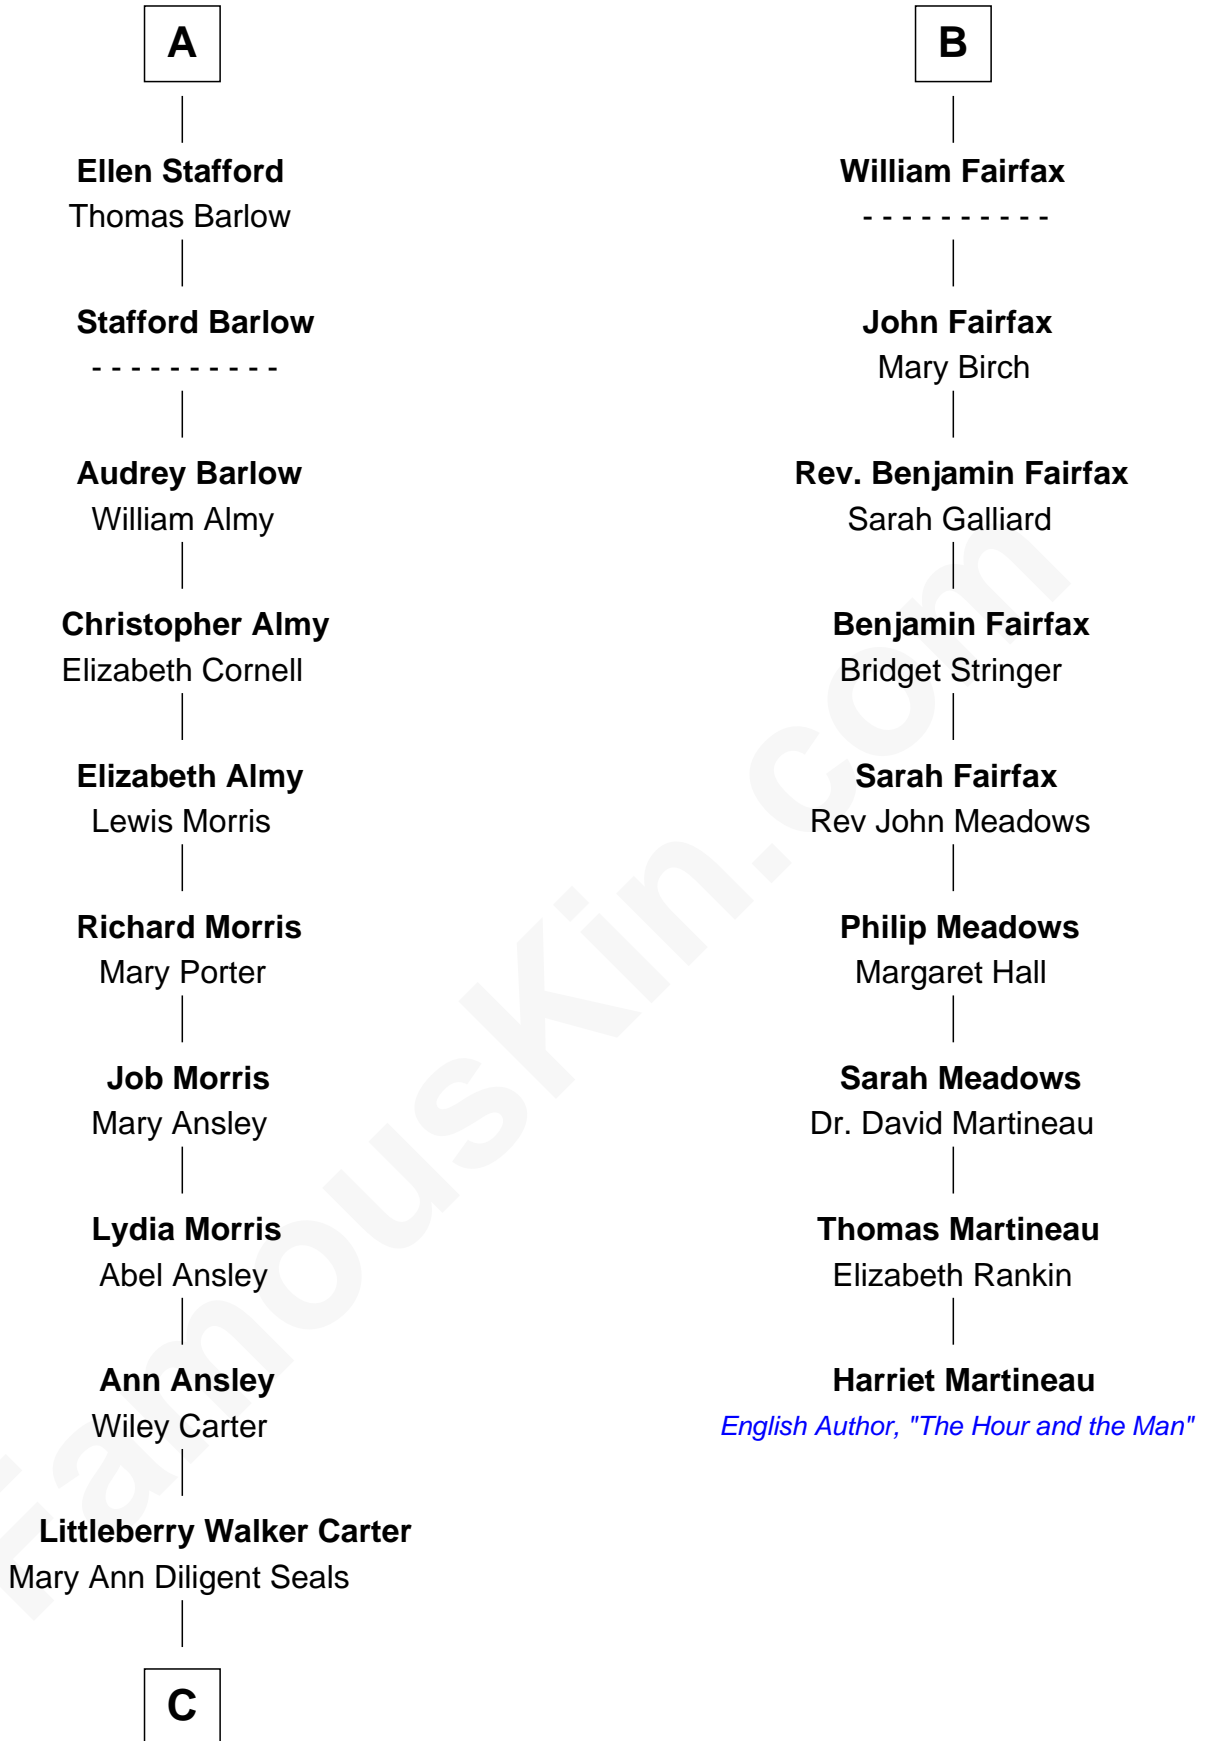 A
Ellen Stafford
Thomas Barlow
Stafford Barlow
- - - - - - - - - -
Audrey Barlow
William Almy
Christopher Almy
Elizabeth Cornell
Elizabeth Almy
Lewis Morris
Richard Morris
Mary Porter
Job Morris
Mary Ansley
Lydia Morris
Abel Ansley
Ann Ansley
Wiley Carter
Littleberry Walker Carter
Mary Ann Diligent Seals
C
B
William Fairfax
- - - - - - - - - -
John Fairfax
Mary Birch
Rev. Benjamin Fairfax
Sarah Galliard
Benjamin Fairfax
Bridget Stringer
Sarah Fairfax
Rev John Meadows
Philip Meadows
Margaret Hall
Sarah Meadows
Dr. David Martineau
Thomas Martineau
Elizabeth Rankin
Harriet Martineau
English Author, "The Hour and the Man"
FamousKin.com